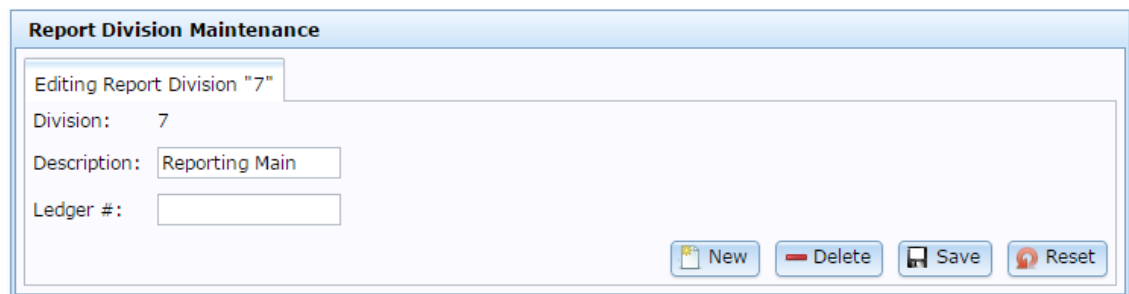 Report Division Maintenance
Editing Report Division "7"
Division: 7
Description: Reporting Main
Ledger #:
New Delete Save Reset